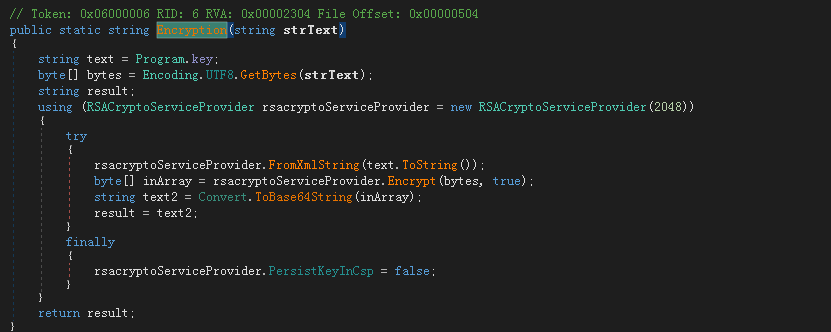 // Token: 0x06000006 RID: 6 RVA: 0x00002304 File Offset: 0x00000504
public static string Encryption(string strText)
{
string text = Program.key;
byte[] bytes = Encoding.UTF8.GetBytes(strText);
string result;
using (RSACryptoServiceProvider rsacryptoServiceProvider = new RSACryptoServiceProvider(2048))
{
try
{
rsacryptoServiceProvider.FromXmlString(text.ToString());
byte[] inArray = rsacryptoServiceProvider.Encrypt(bytes, true);
string text2 = Convert.ToBase64String(inArray);
result = text2;
}
finally
{
rsacryptoServiceProvider.PersistKeyInCsp = false;
}
}
return result;
}